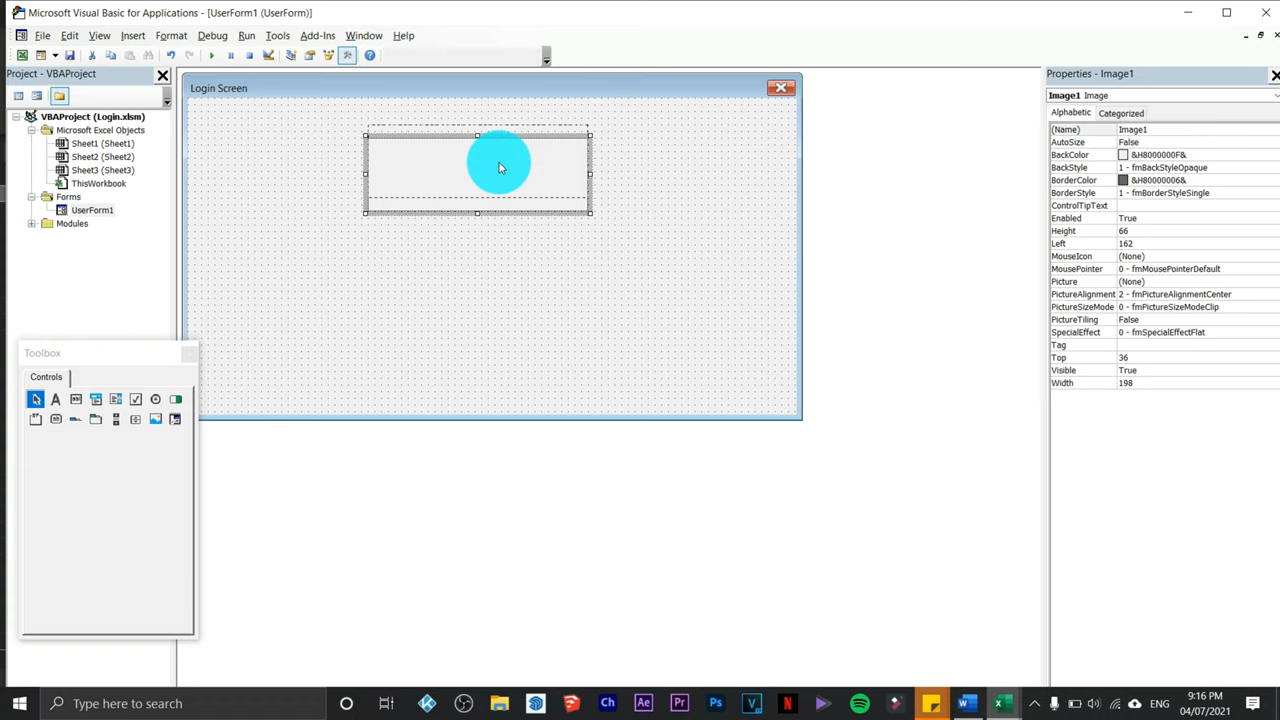 Microsoft Visual Basic for Applications - [UserForm1 (UserForm)]
File Edit View Insert Format Debug Run Tools Add-Ins Window Help
Project - VBAProject
VBAProject (Login.xlsm)
Microsoft Excel Objects
Sheet1 (Sheet1)
Sheet2 (Sheet2)
Sheet3 (Sheet3)
ThisWorkbook
Forms
UserForm1
Modules
Login Screen
Toolbox
Controls
Properties - Image1
Image1 Image
Alphabetic Categorized
(Name) Image1
AutoSize False
BackColor &H8000000F&
BackStyle 1 - fmBackStyleOpaque
BorderColor &H80000006&
BorderStyle 1 - fmBorderStyleSingle
ControlTipText
Enabled True
Height 66
Left 162
MouseIcon (None)
MousePointer 0 - fmMousePointerDefault
Picture (None)
PictureAlignment 2 - fmPictureAlignmentCenter
PictureSizeMode 0 - fmPictureSizeModeClip
PictureTiling False
SpecialEffect 0 - fmSpecialEffectFlat
Tag
Top 36
Visible True
Width 198
Type here to search
Ch Ae Pr Ps V N
ENG
9:16 PM
04/07/2021